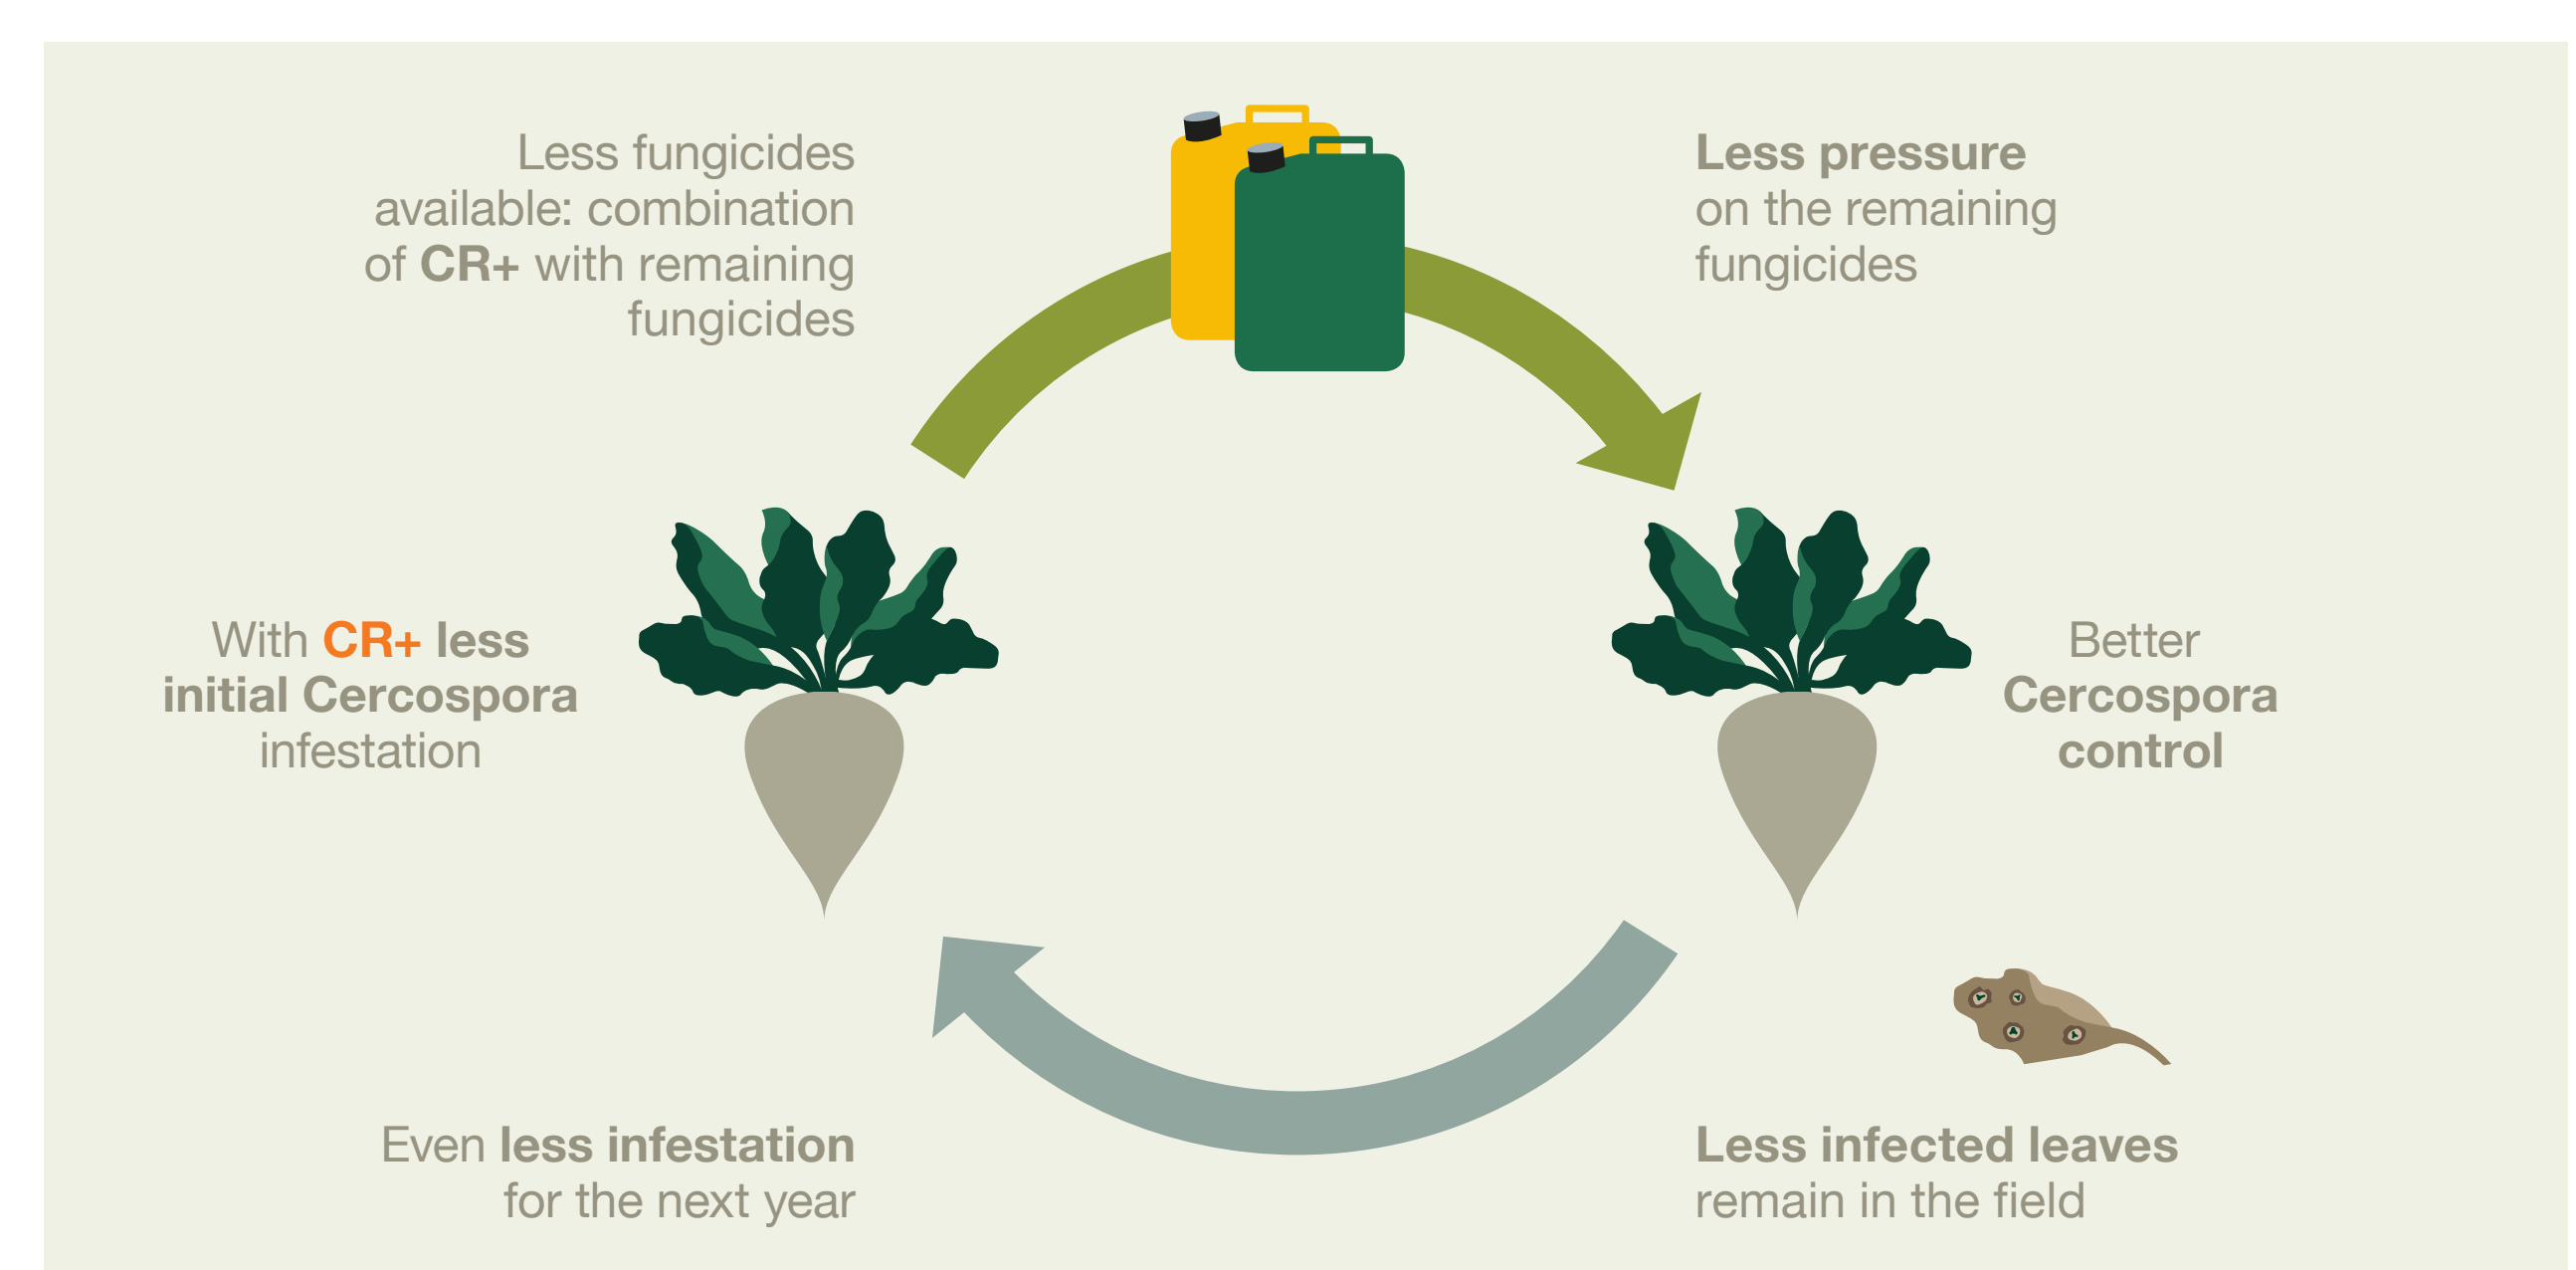 Less fungicides
available: combination
of CR+ with remaining
fungicides
Less pressure
on the remaining
fungicides
With CR+ less
initial Cercospora
infestation
Better
Cercospora
control
Even less infestation
for the next year
Less infected leaves
remain in the field